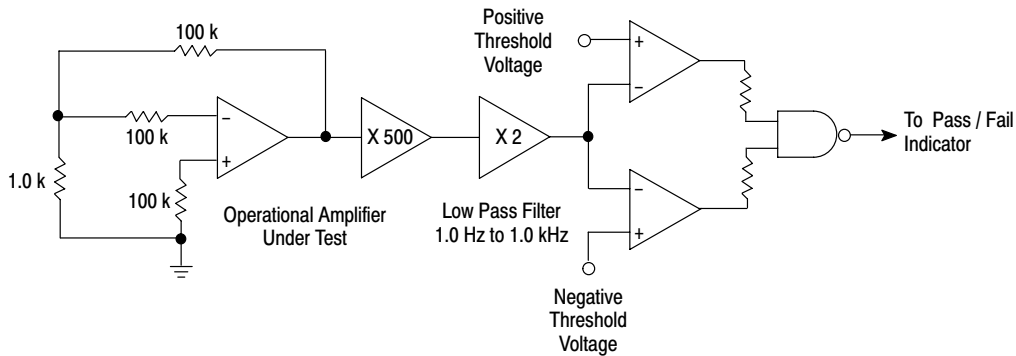 100 k
100 k
1.0 k
100 k
−
+
Operational Amplifier
Under Test
X 500
X 2
Low Pass Filter
1.0 Hz to 1.0 kHz
Positive
Threshold
Voltage
+
−
−
+
Negative
Threshold
Voltage
To Pass / Fail
Indicator